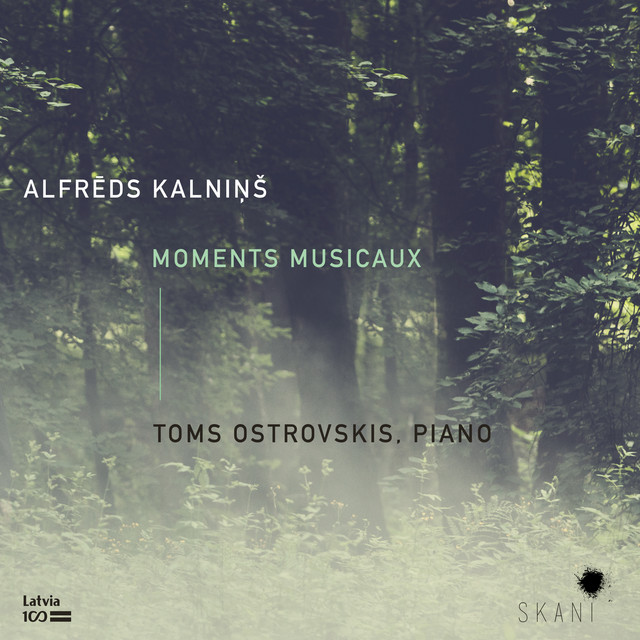 ALFRĒDS KALNIŅŠ
MOMENTS MUSICAUX
TOMS OSTROVSKIS, PIANO
Latvia
100
SKANI